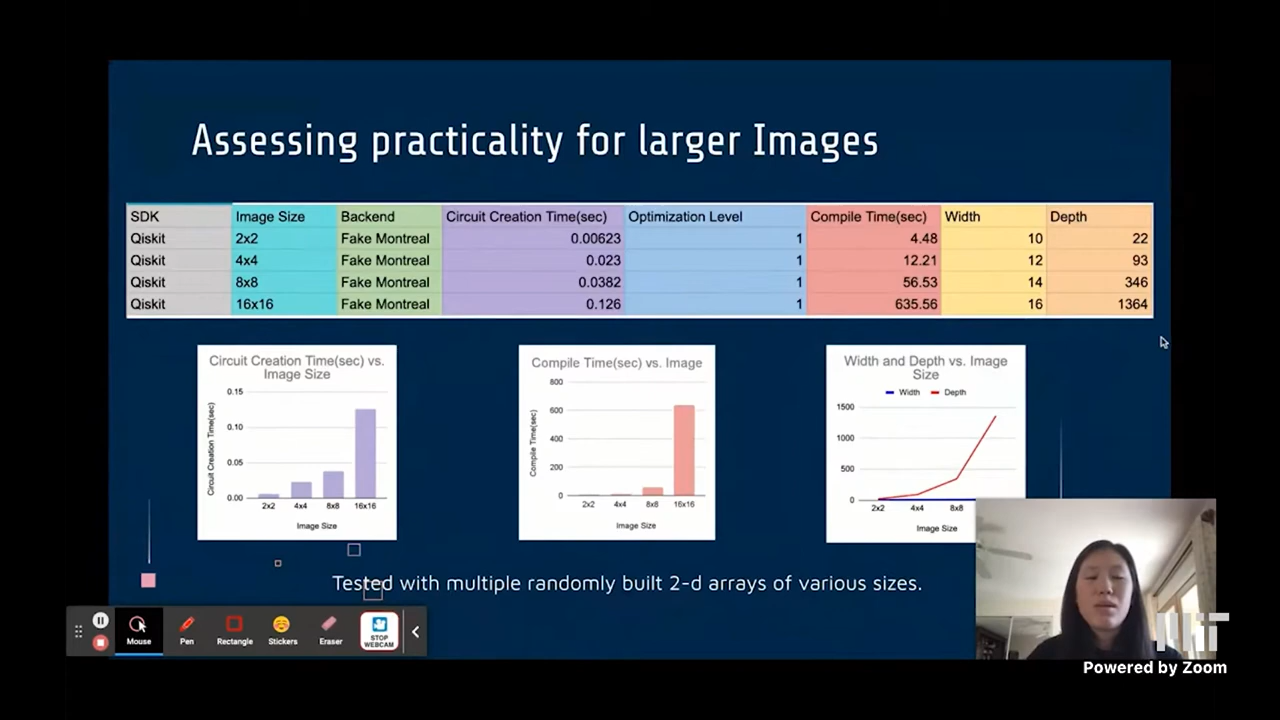 Assessing practicality for larger Images
SDK Image Size Backend Circuit Creation Time(sec) Optimization Level Compile Time(sec) Width Depth
Qiskit 2x2 Fake Montreal 0.00623 1 4.48 10 22
Qiskit 4x4 Fake Montreal 0.023 1 12.21 12 93
Qiskit 8x8 Fake Montreal 0.0382 1 56.53 14 346
Qiskit 16x16 Fake Montreal 0.126 1 635.56 16 1364
Circuit Creation Time(sec) vs.
Image Size
0.15
0.10
0.05
0.00
Circuit Creation Time(sec)
2x2 4x4 8x8 16x16
Image Size
Compile Time(sec) vs. Image
800
600
400
200
0
Compile Time(sec)
2x2 4x4 8x8 16x16
Image Size
Width and Depth vs. Image
Size
Width Depth
1500
1000
500
0
2x2 4x4 8x8
Image Size
Tested with multiple randomly built 2-d arrays of various sizes.
Mouse Pen Rectangle Stickers Eraser STOP
WEBCAM
MIT
Powered by Zoom